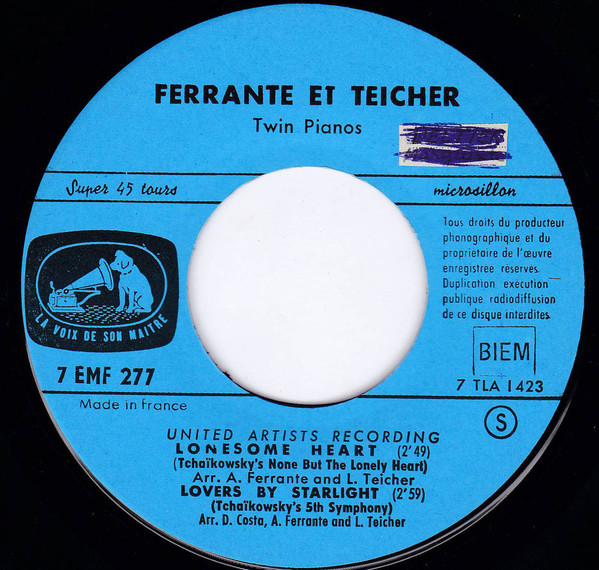 FERRANTE ET TEICHER
Twin Pianos
Super 45 tours
microsillon
Tous droits du producteur
phonographique et du
proprietaire de l'œuvre
enregistree réservés.
Duplication exécution
publique radiodiffusion
de ce disque interdites.
LA VOIX DE SON MAITRE
BIEM
7 EMF 277
7 TLA 1423
Made in France
S
UNITED ARTISTS RECORDING
LONESOME HEART (2'49)
(Tchaïkowsky's None But The Lonely Heart)
Arr. A. Ferrante and L. Teicher
LOVERS BY STARLIGHT (2'59)
(Tchaïkowsky's 5th Symphony)
Arr. D. Costa, A. Ferrante and L. Teicher